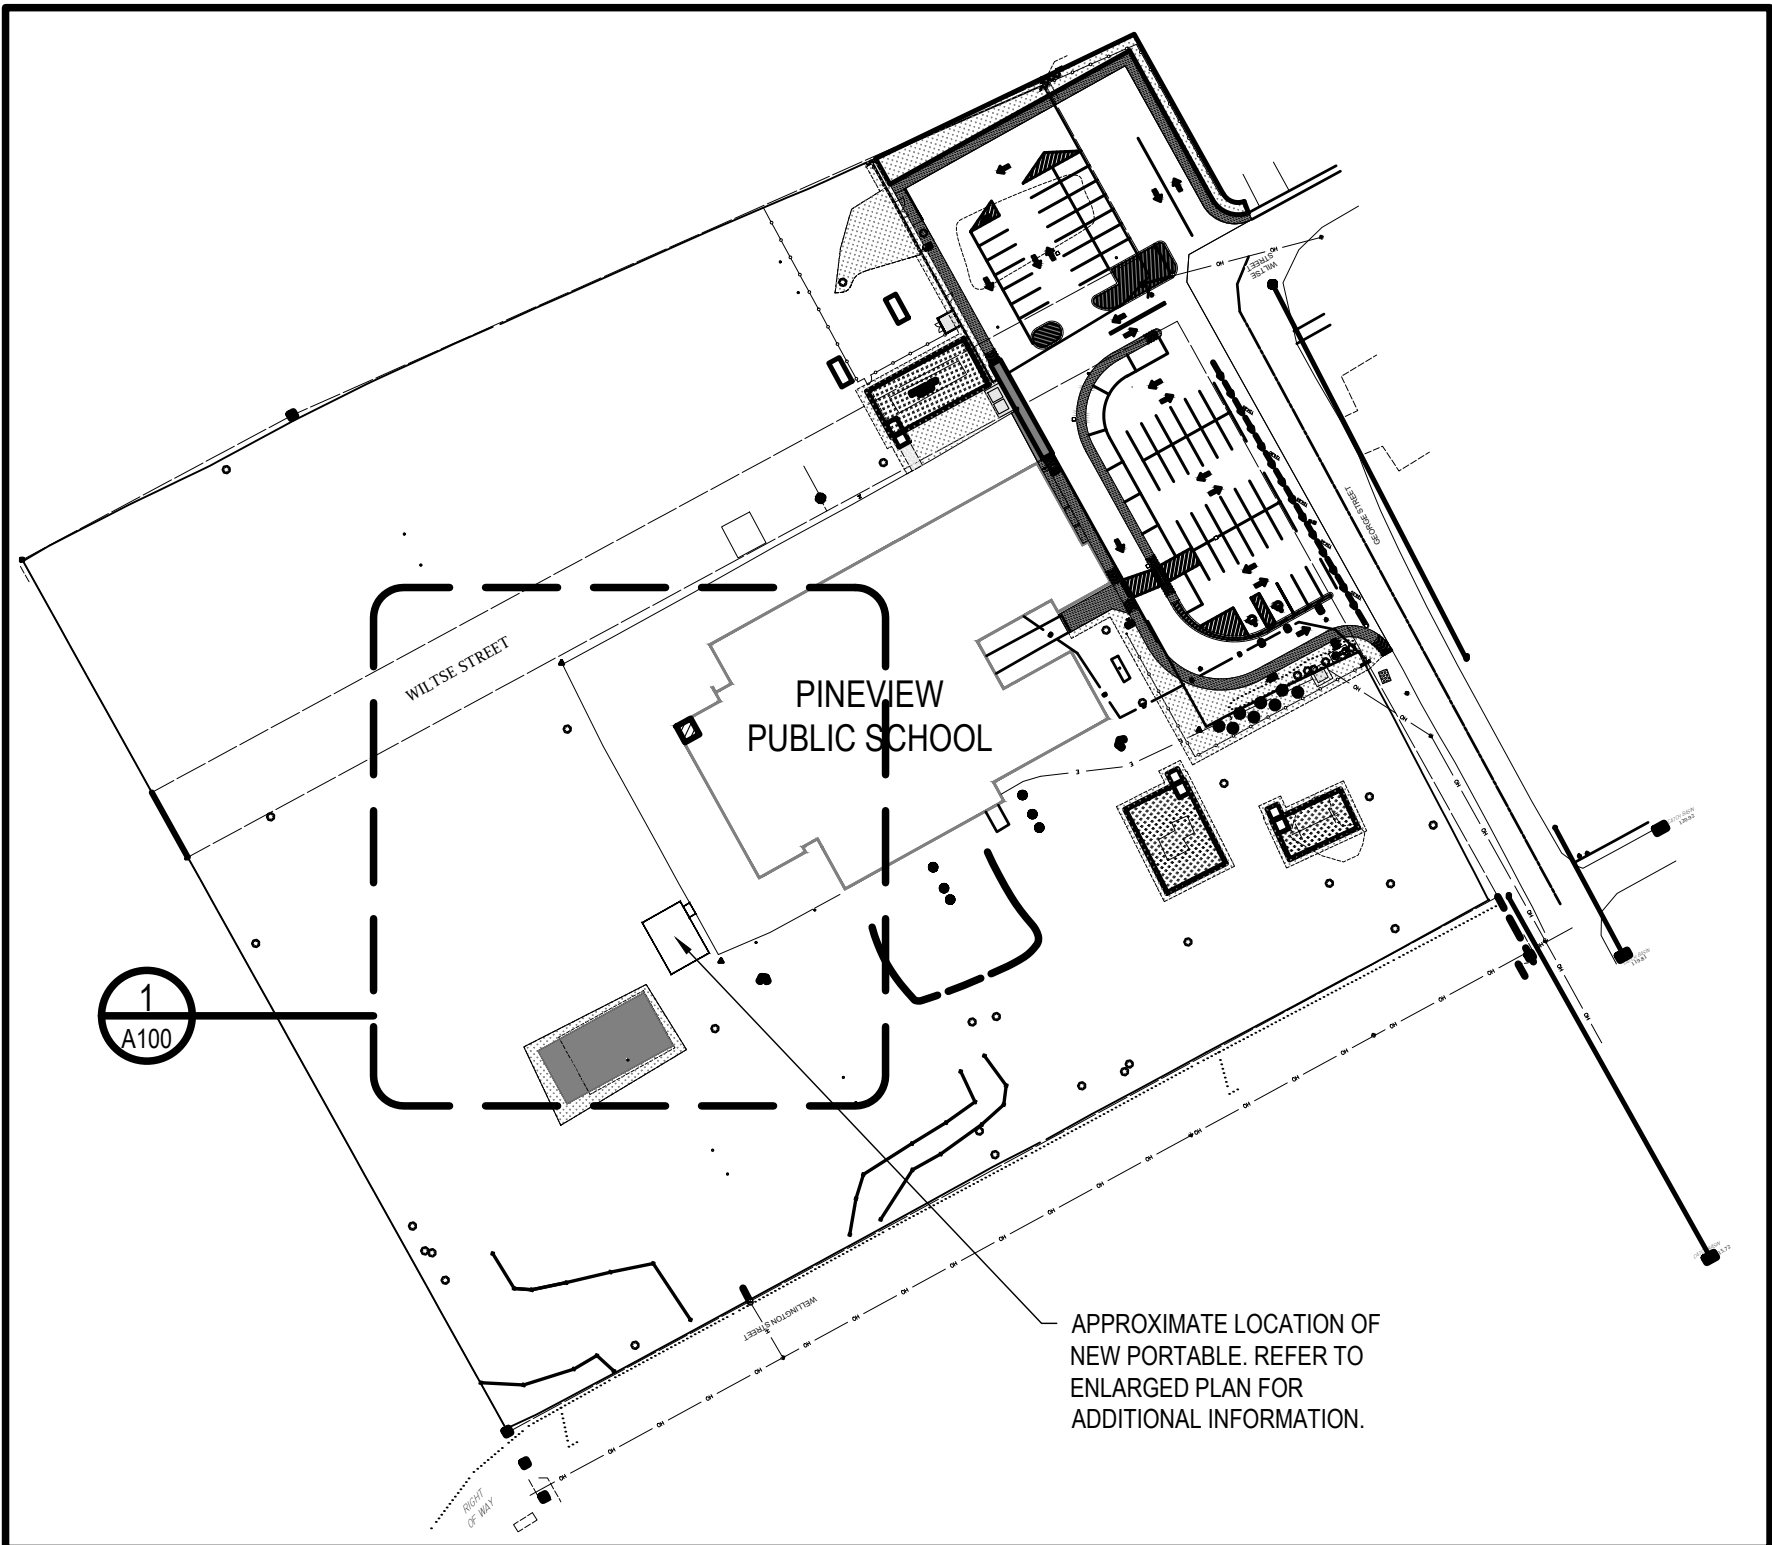 WILTSE
STREET
GEORGE STREET
WILTSE STREET
PINEVIEW
PUBLIC SCHOOL
1
A100
WELLINGTON STREET
APPROXIMATE LOCATION OF
NEW PORTABLE. REFER TO
ENLARGED PLAN FOR
ADDITIONAL INFORMATION.
RIGHT
OF WAY